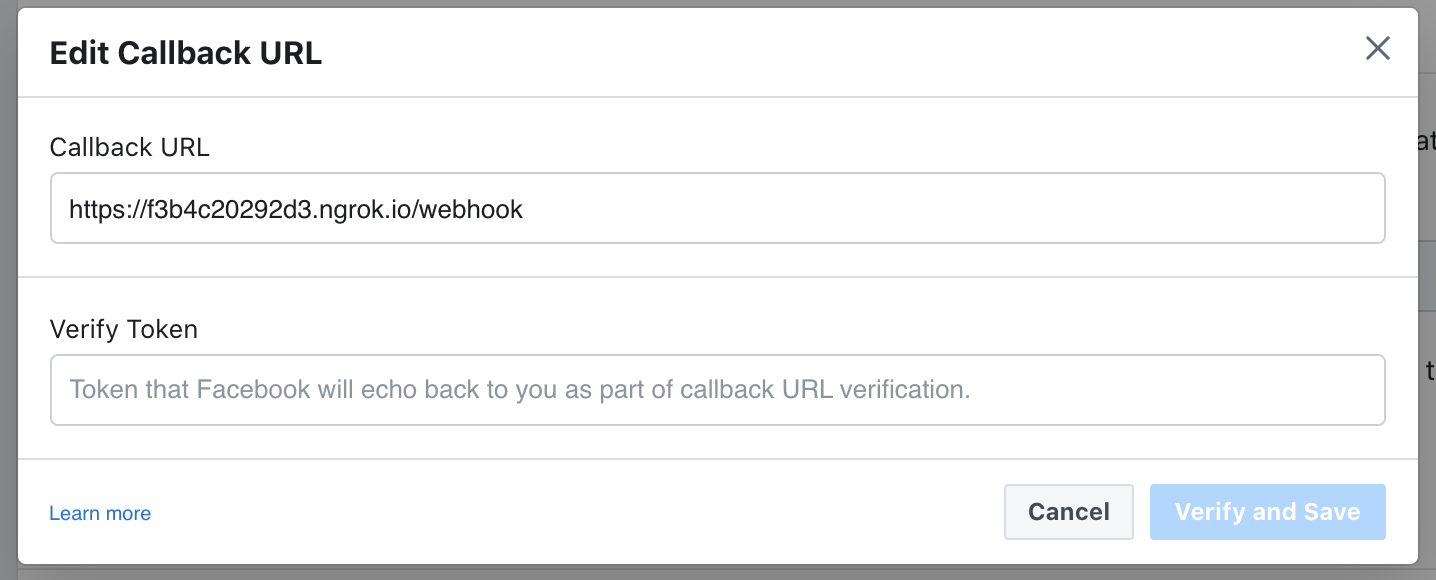 Edit Callback URL
Callback URL
https://f3b4c20292d3.ngrok.io/webhook
Verify Token
Token that Facebook will echo back to you as part of callback URL verification.
Learn more
Cancel
Verify and Save